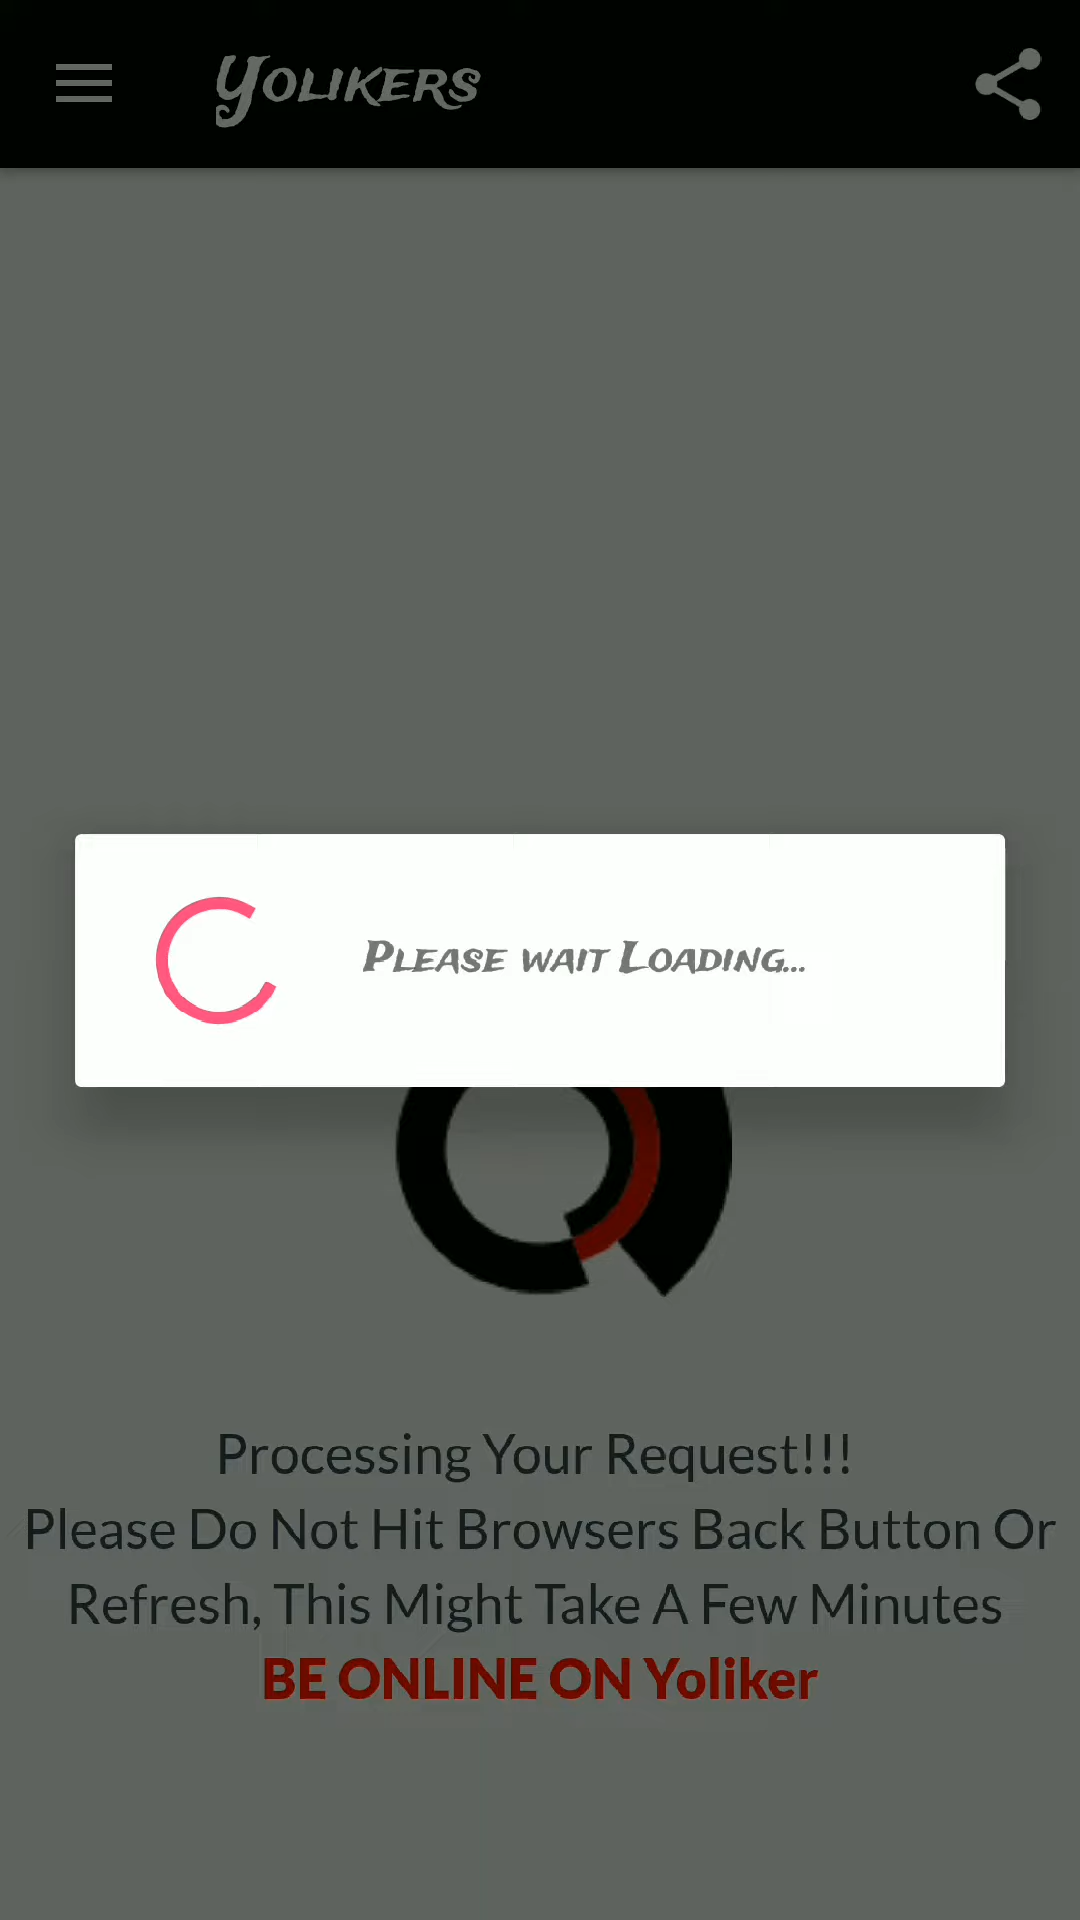 Yolikers
Please wait Loading...
Processing Your Request!!!
Please Do Not Hit Browsers Back Button Or
Refresh, This Might Take A Few Minutes
BE ONLINE ON Yoliker